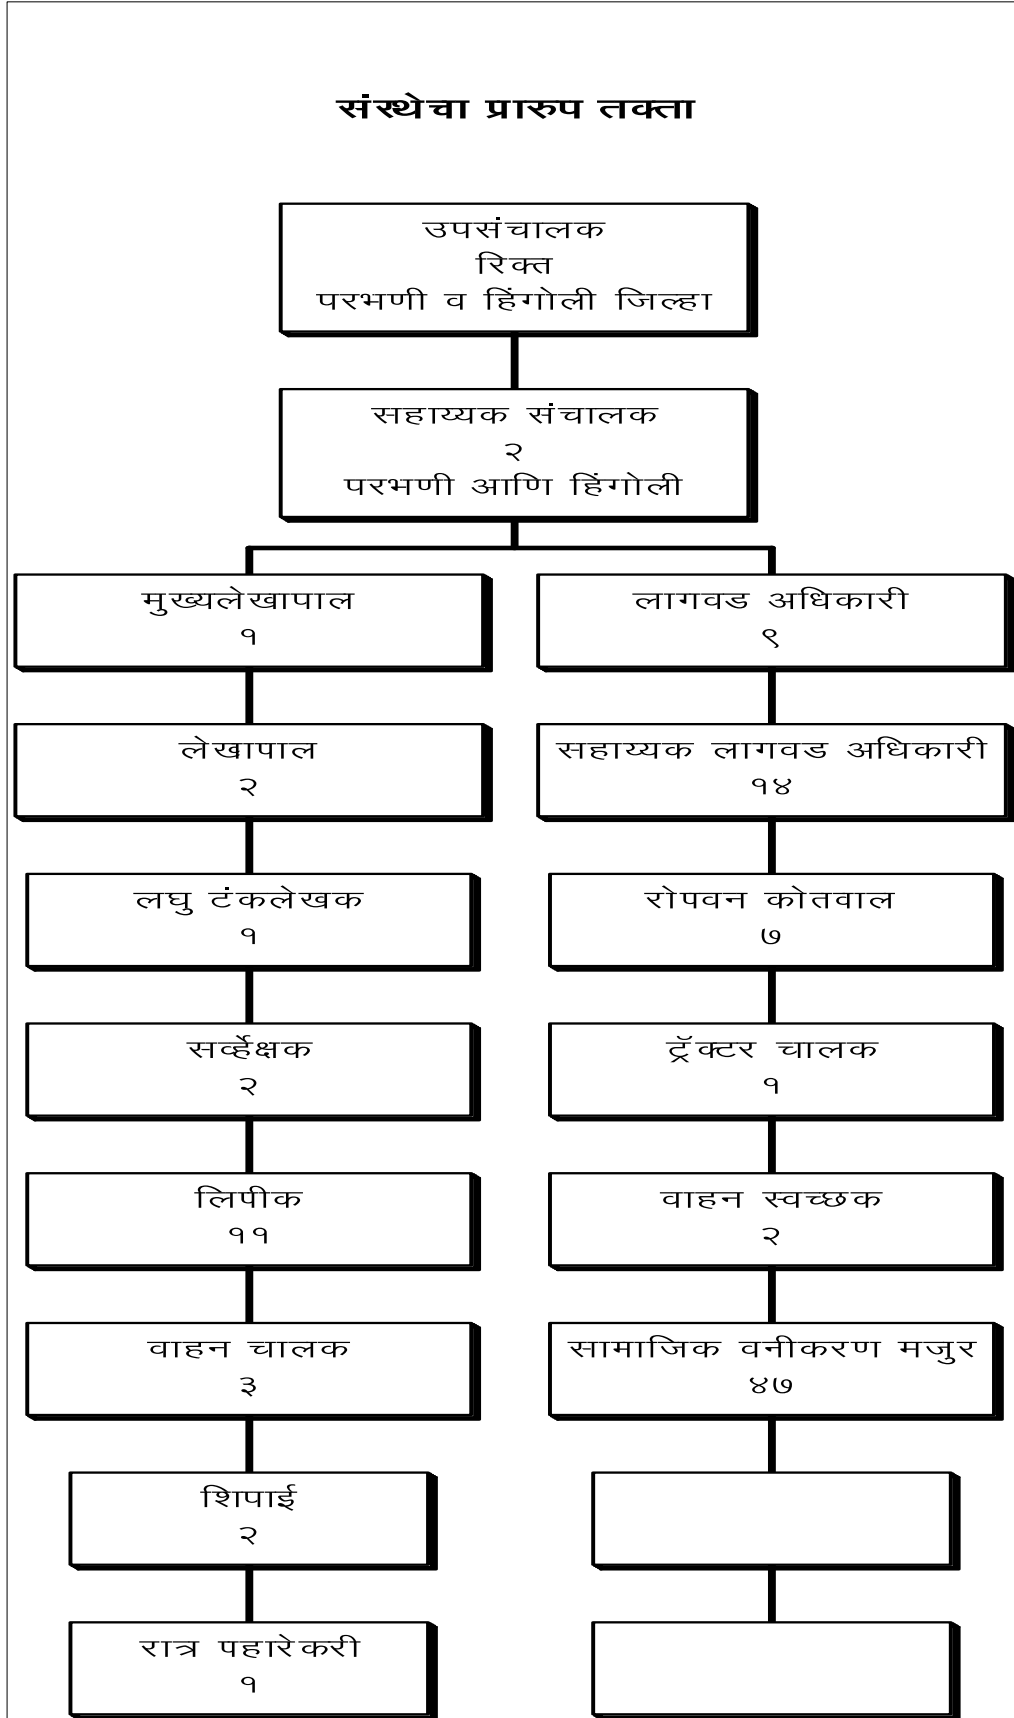 संस्थेचा प्रारुप तक्ता
उपसंचालक
रिक्त
परभणी व हिंगोली जिल्हा
सहाय्यक संचालक
२
परभणी आणि हिंगोली
मुख्यलेखापाल
१
लेखापाल
२
लघु टंकलेखक
१
सर्व्हेक्षक
२
लिपीक
११
वाहन चालक
३
शिपाई
२
रात्र पहारेकरी
१
लागवड अधिकारी
९
सहाय्यक लागवड अधिकारी
१४
रोपवन कोतवाल
७
ट्रॅक्टर चालक
१
वाहन स्वच्छक
२
सामाजिक वनीकरण मजुर
४७